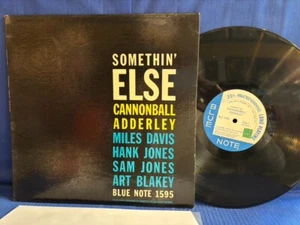 SOMETHIN'
ELSE
CANNONBALL
ADDERLEY
MILES DAVIS
HANK JONES
SAM JONES
ART BLAKEY
BLUE NOTE 1595
BLUE
NOTE